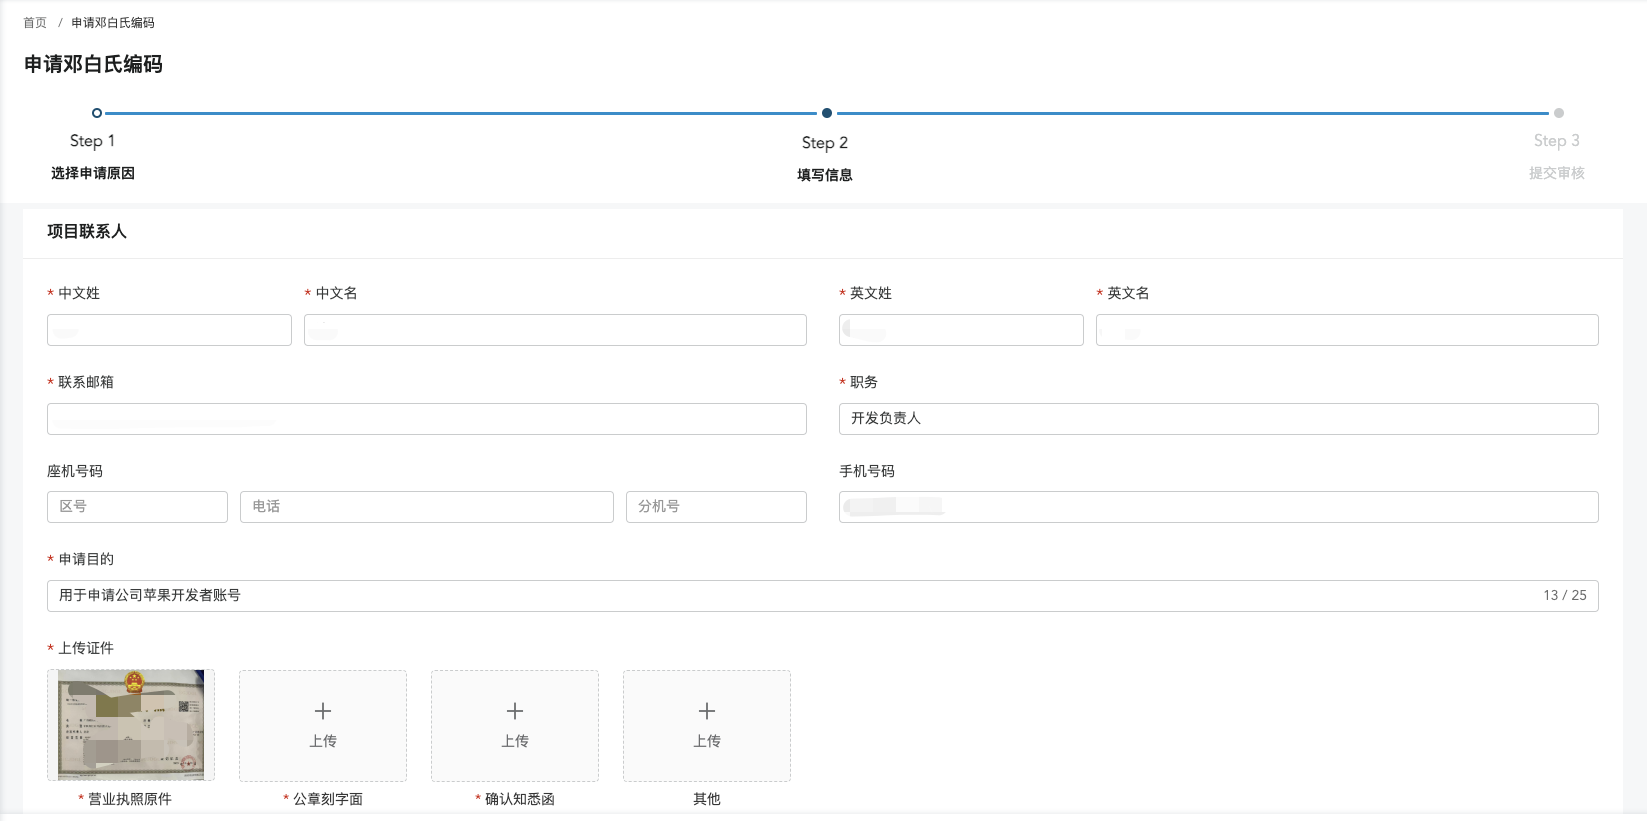 首页 / 申请邓白氏编码
申请邓白氏编码
Step 1
Step 2
Step 3
选择申请原因
填写信息
提交审核
项目联系人
* 中文姓
* 中文名
* 英文姓
* 英文名
* 联系邮箱
* 职务
开发负责人
座机号码
手机号码
区号
电话
分机号
* 申请目的
用于申请公司苹果开发者账号
13 / 25
* 上传证件
上传
上传
上传
* 营业执照原件
* 公章刻字面
* 确认知悉函
其他